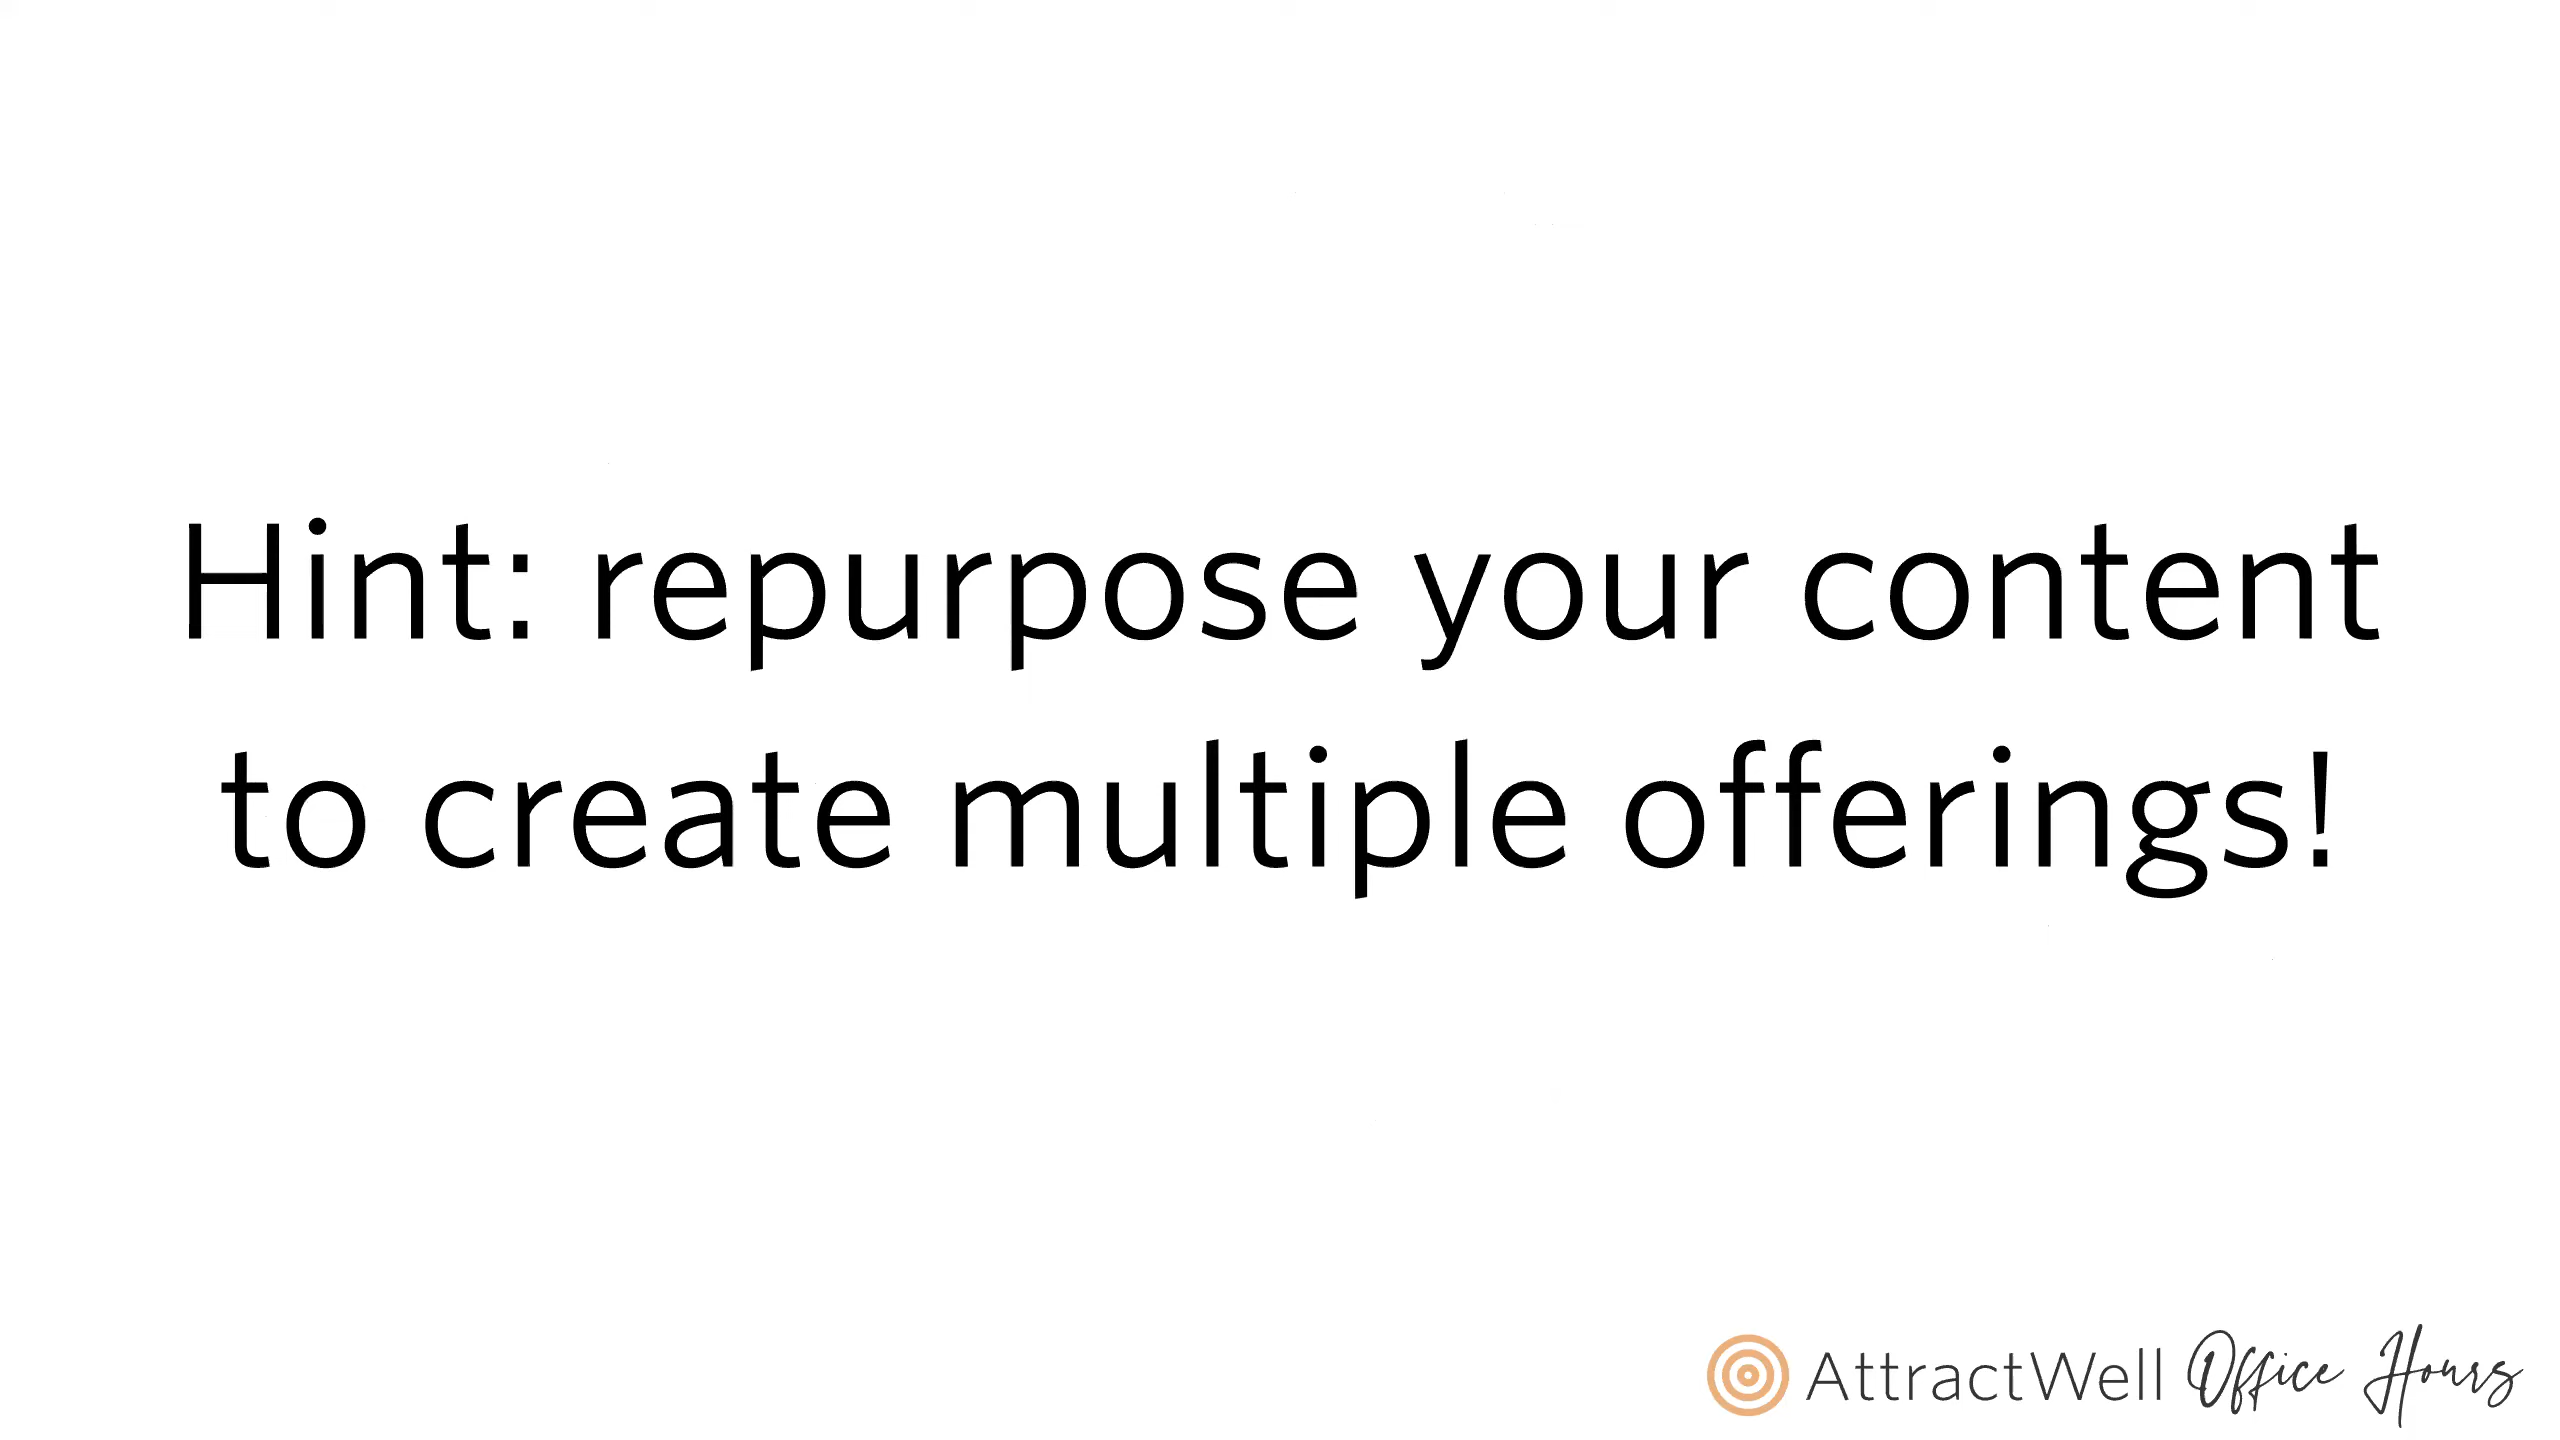 Hint: repurpose your content
to create multiple offerings!
AttractWell Office Hours